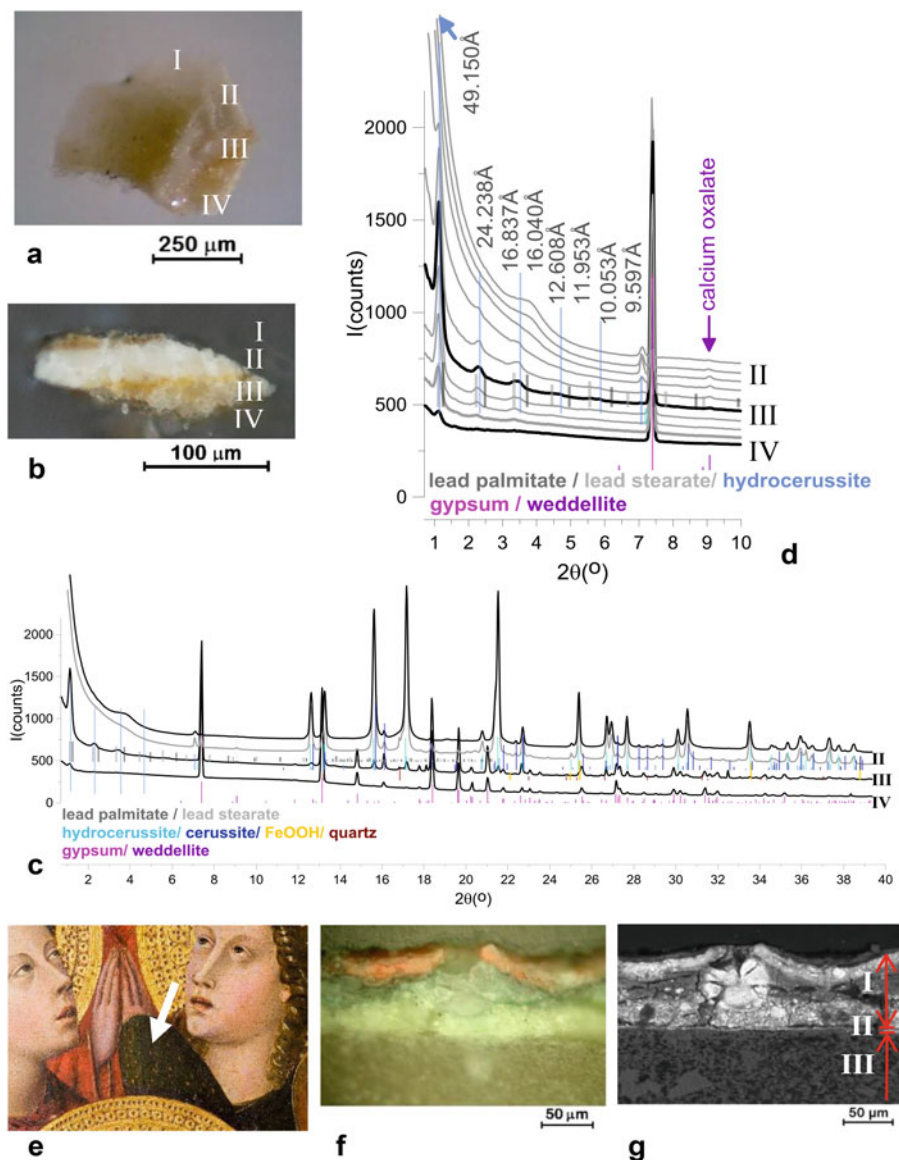 I
II
III
IV
250 μm
a
I
II
III
IV
100 μm
b
I(counts)
2000
1500
1000
500
0
49.150Å
24.238Å
16.837Å
16.040Å
12.608Å
11.953Å
10.053Å
9.597Å
calcium oxalate
II
III
IV
lead palmitate / lead stearate/ hydrocerussite
gypsum / weddellite
1 2 3 4 5 6 7 8 9 10
2θ(O)
d
I(counts)
2000
1500
1000
500
0
II
III
IV
lead palmitate / lead stearate
hydrocerussite/ cerussite/ FeOOH/ quartz
gypsum/ weddellite
c
2 4 6 8 10 12 14 16 18 20 22 24 26 28 30 32 34 36 38 40
2θ(O)
e
50 μm
f
I
II
III
50 μm
g